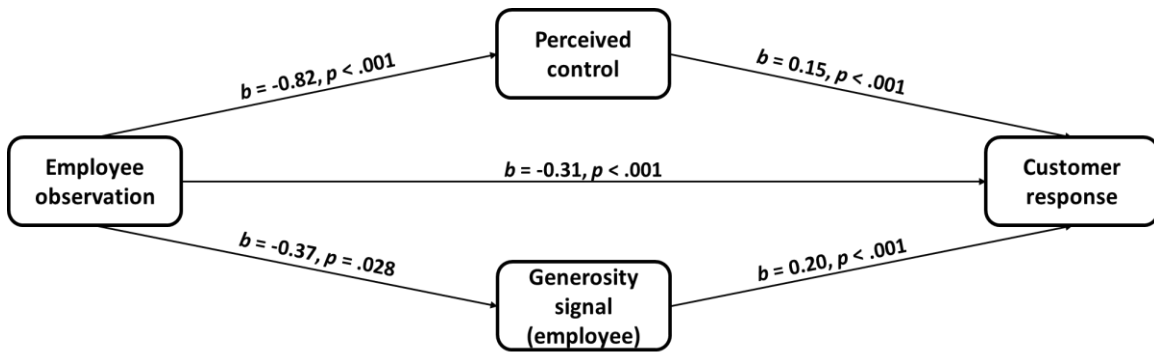 Perceived
control
b = -0.82, p < .001
b = 0.15, p < .001
Employee
observation
b = -0.31, p < .001
Customer
response
b = -0.37, p = .028
b = 0.20, p < .001
Generosity
signal
(employee)